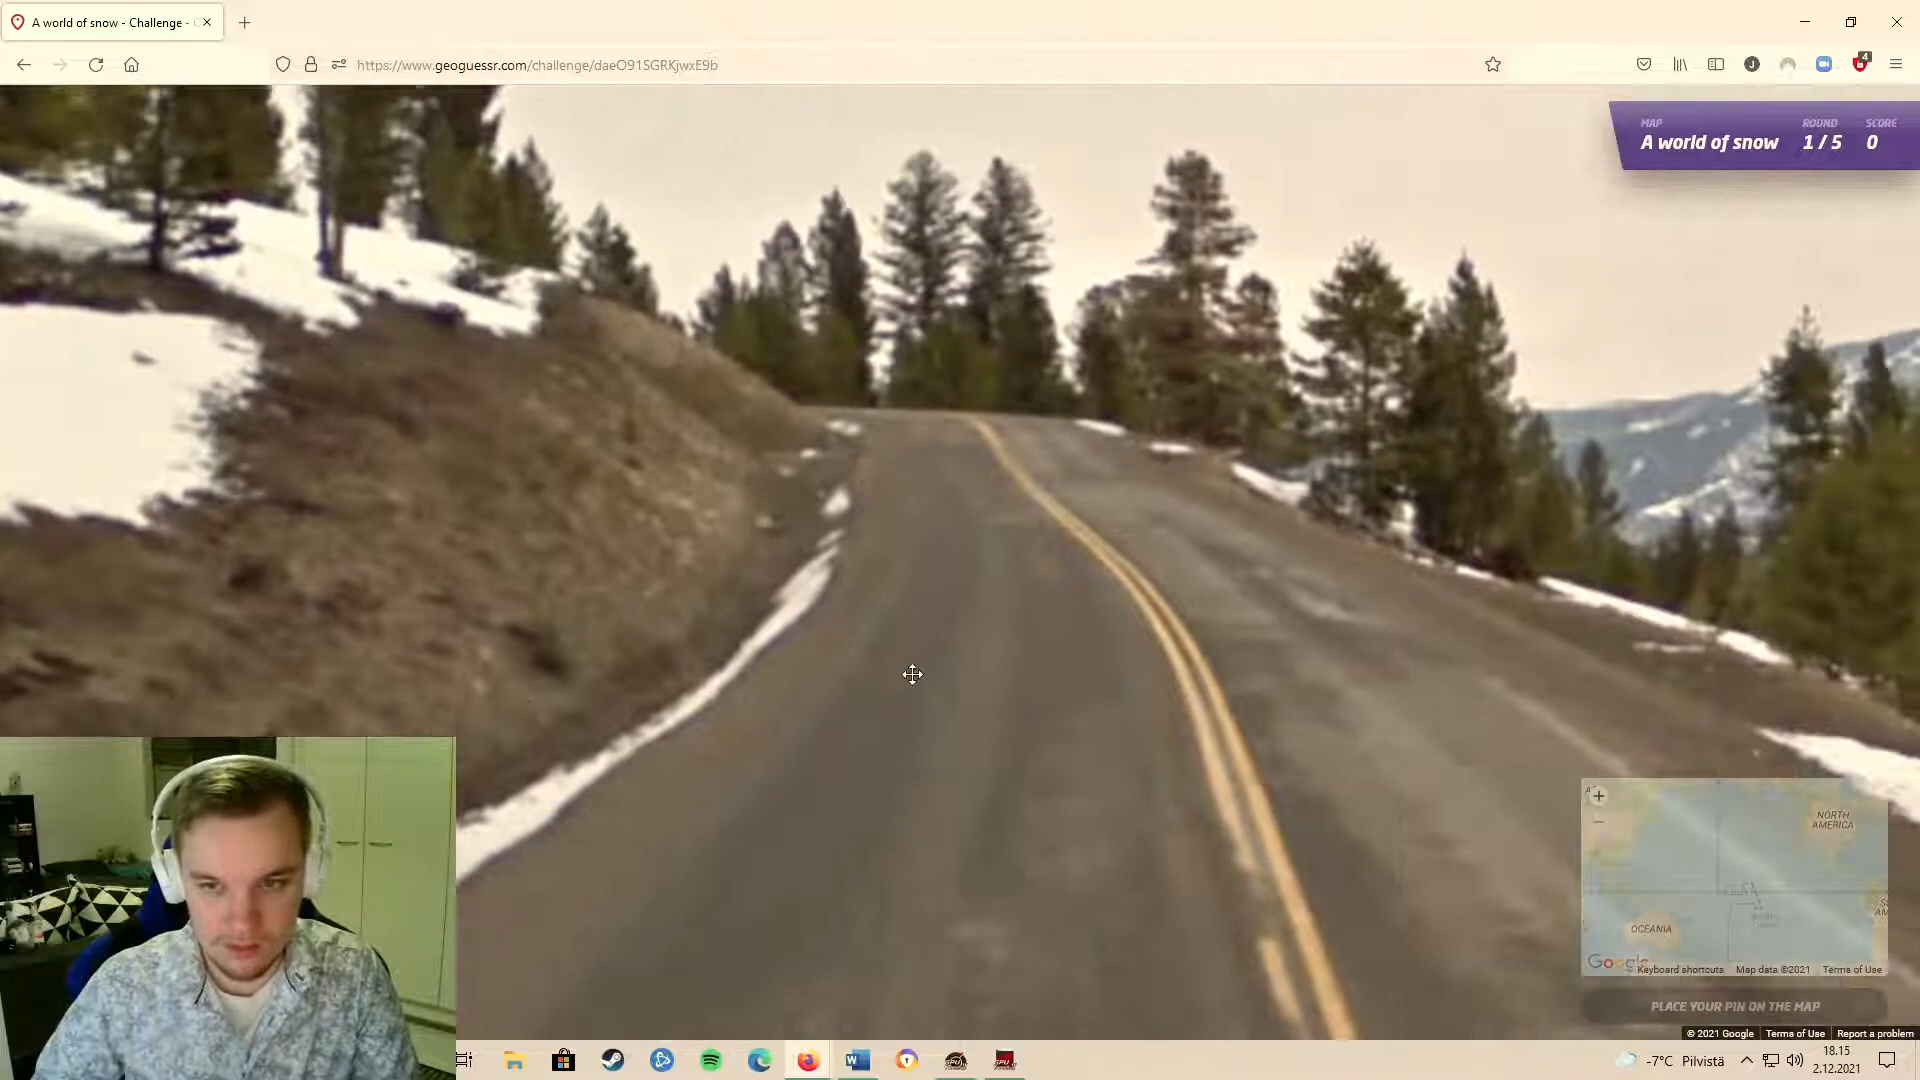 A world of snow - Challenge -
https://www.geoguessr.com/challenge/daeO91SGRKjwxE9b
J
4
MAP
ROUND
SCORE
A world of snow
1 / 5
0
NORTH
AMERICA
OCEANIA
Google
Keyboard shortcuts
Map data ©2021
Terms of Use
PLACE YOUR PIN ON THE MAP
© 2021 Google
Terms of Use
Report a problem
-7°C Pilvistä
18.15
2.12.2021